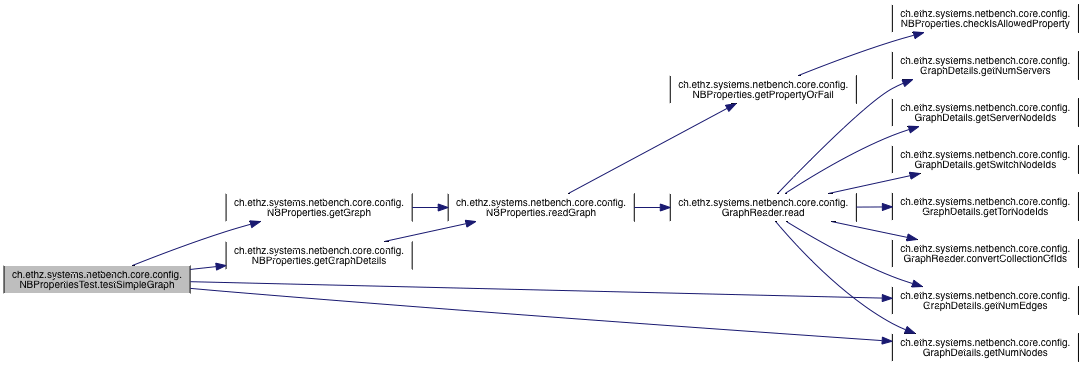 ch.ethz.systems.netbench.core.config.
NBPropertiesTest.testSimpleGraph
ch.ethz.systems.netbench.core.config.
NBProperties.getGraph
ch.ethz.systems.netbench.core.config.
NBProperties.getGraphDetails
ch.ethz.systems.netbench.core.config.
NBProperties.readGraph
ch.ethz.systems.netbench.core.config.
NBProperties.getPropertyOrFail
ch.ethz.systems.netbench.core.config.
GraphReader.read
ch.ethz.systems.netbench.core.config.
NBProperties.checkIsAllowedProperty
ch.ethz.systems.netbench.core.config.
GraphDetails.getNumServers
ch.ethz.systems.netbench.core.config.
GraphDetails.getServerNodeIds
ch.ethz.systems.netbench.core.config.
GraphDetails.getSwitchNodeIds
ch.ethz.systems.netbench.core.config.
GraphDetails.getTorNodeIds
ch.ethz.systems.netbench.core.config.
GraphReader.convertCollectionOfIds
ch.ethz.systems.netbench.core.config.
GraphDetails.getNumEdges
ch.ethz.systems.netbench.core.config.
GraphDetails.getNumNodes